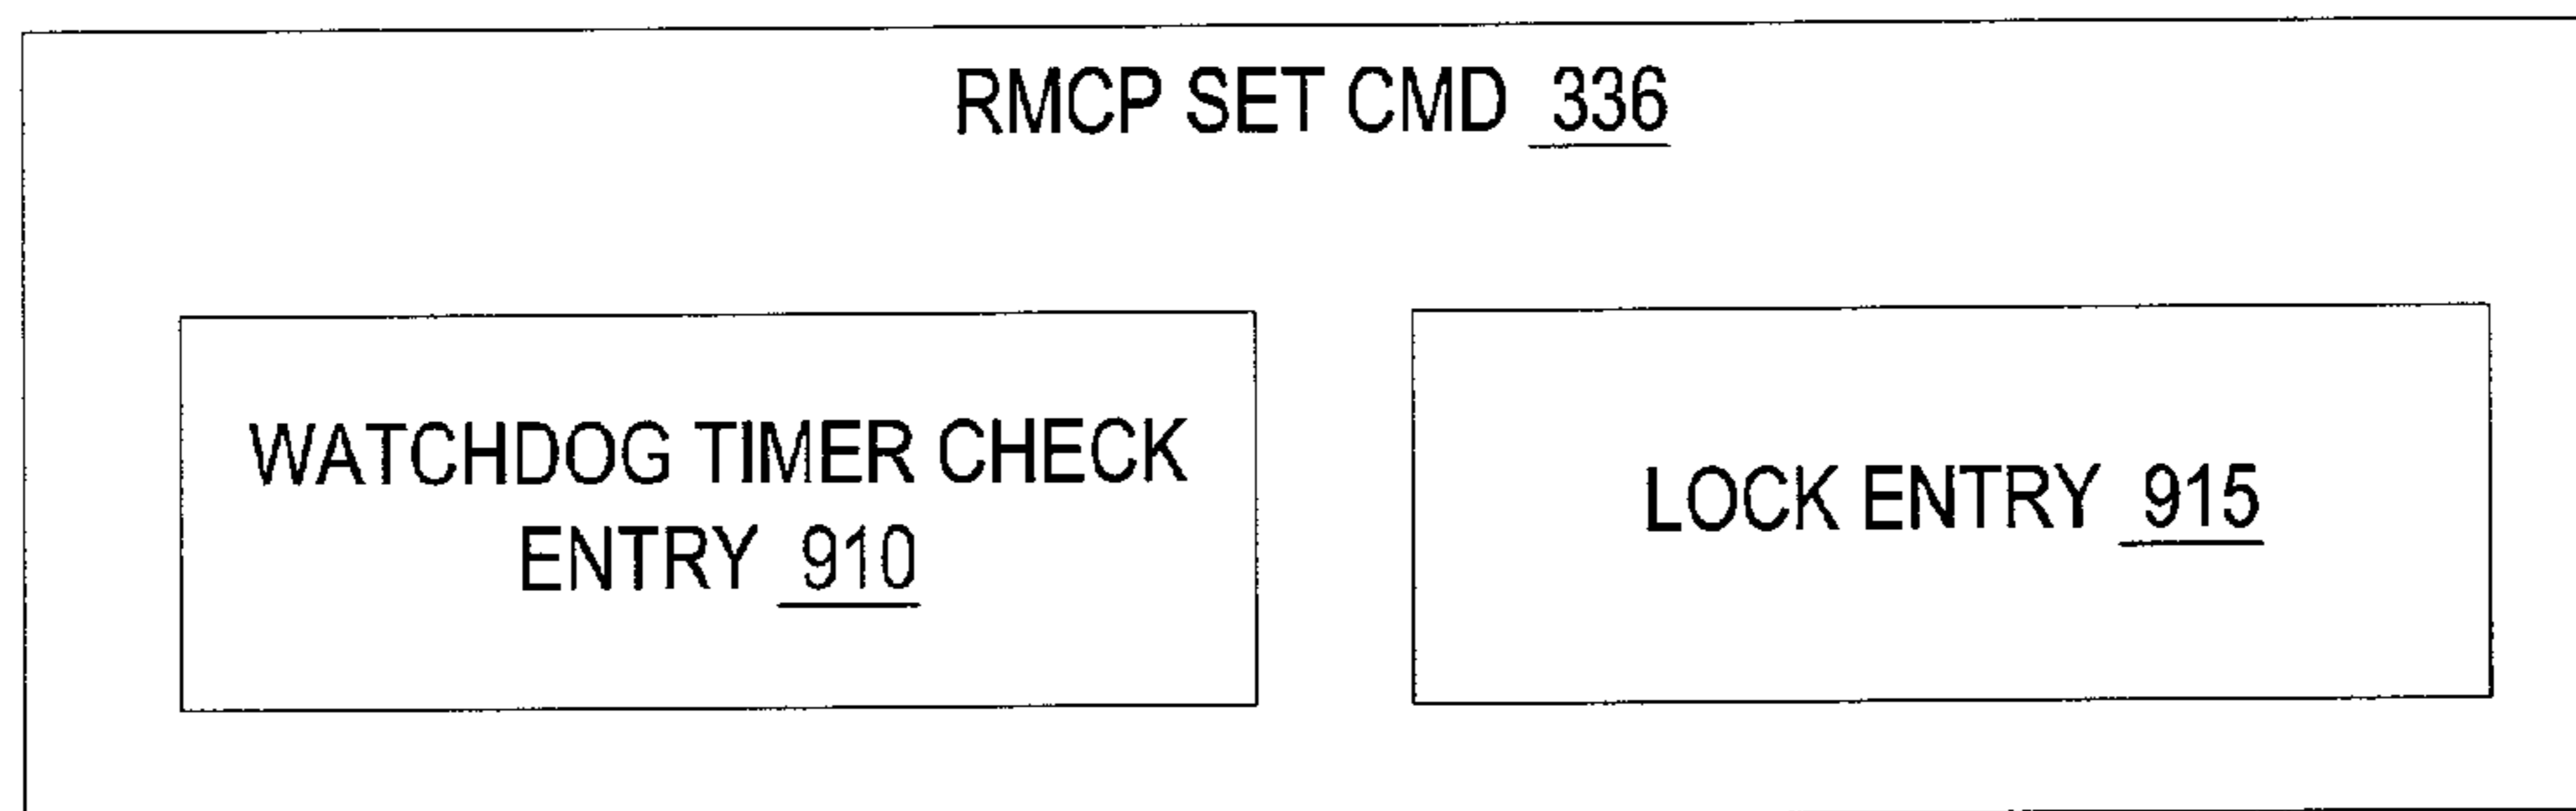 RMCP SET CMD 336
WATCHDOG TIMER CHECK
ENTRY 910
LOCK ENTRY 915